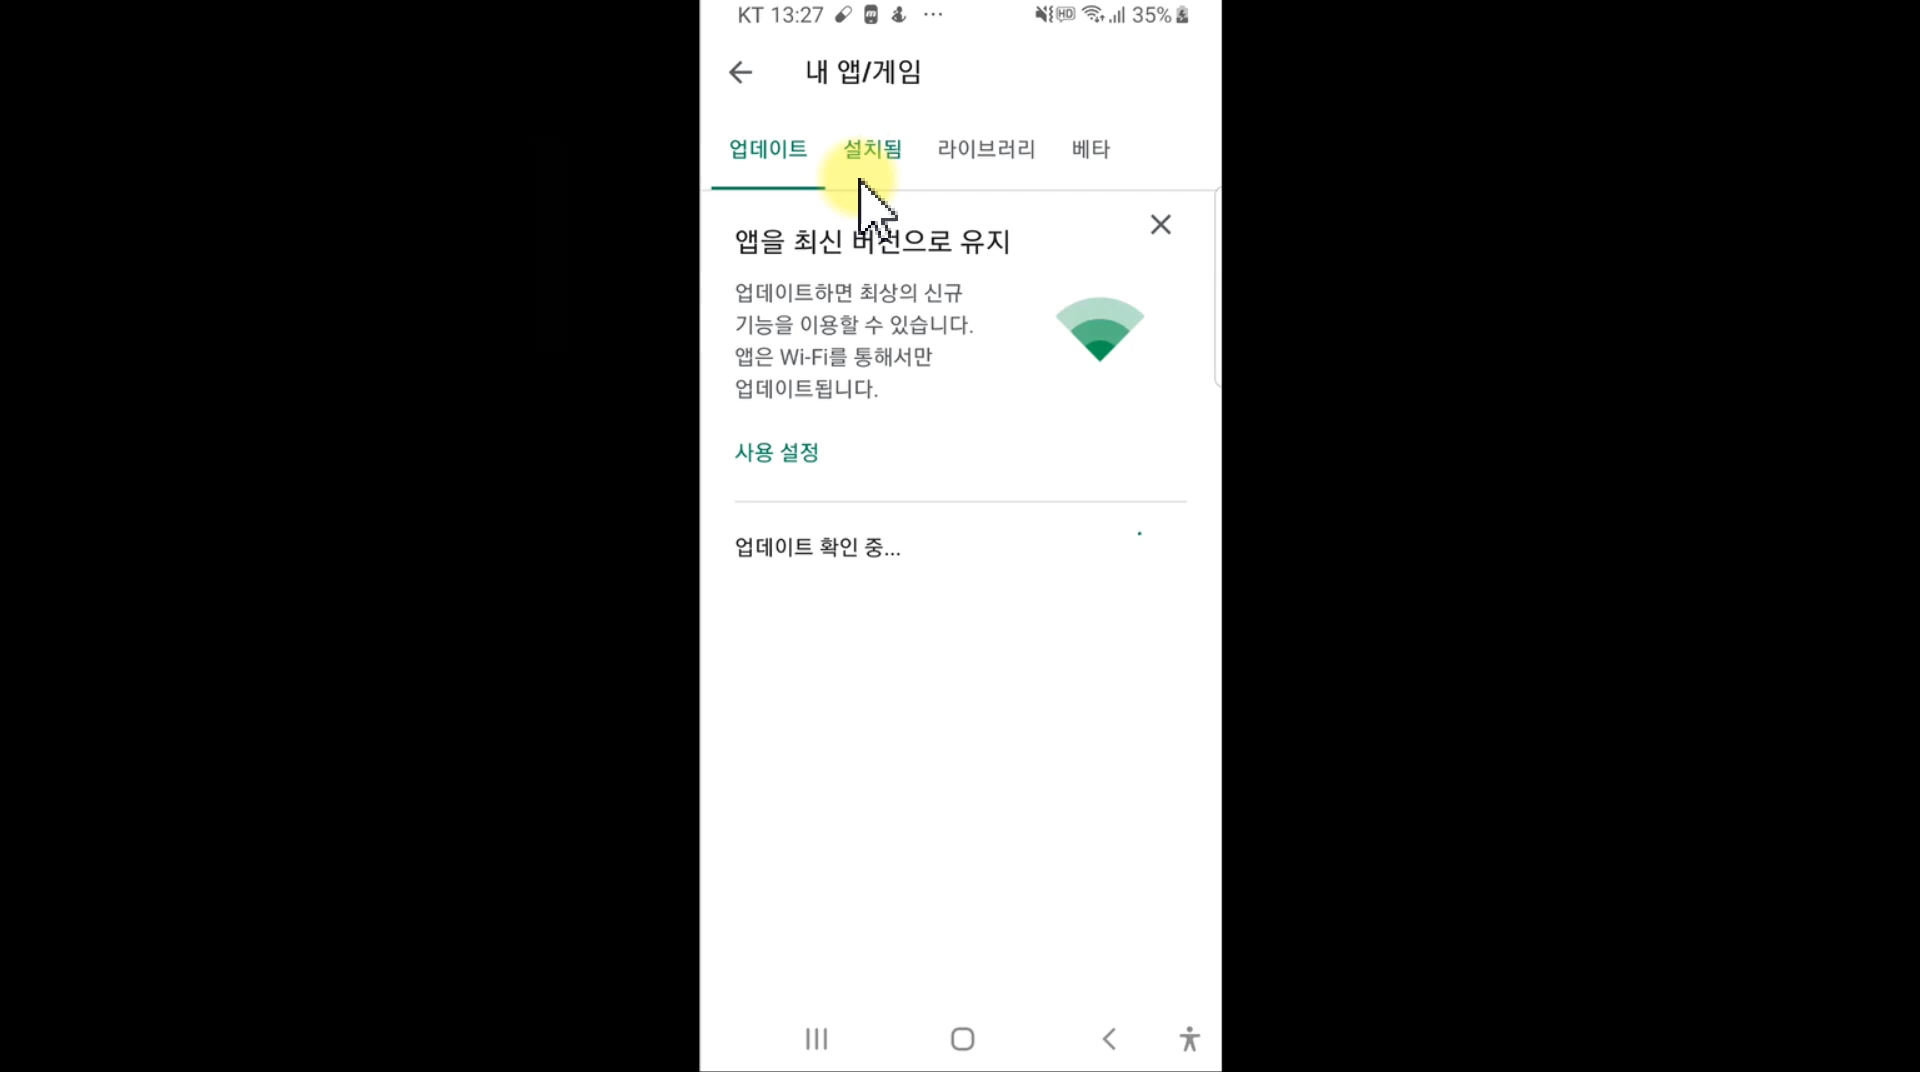 KT 13:27 ... HD 35%
내 앱/게임
업데이트 설치됨 라이브러리 베타
앱을 최신 버전으로 유지
업데이트하면 최상의 신규
기능을 이용할 수 있습니다.
앱은 Wi-Fi를 통해서만
업데이트됩니다.
사용 설정
업데이트 확인 중...